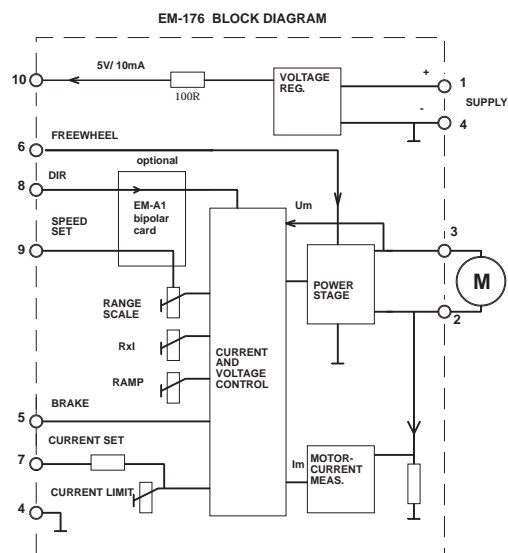 EM-176 BLOCK DIAGRAM
10
5V/ 10mA
100R
VOLTAGE
REG.
+
1
SUPPLY
-
4
6
FREEWHEEL
optional
8
DIR
EM-A1
bipolar
card
Um
SPEED
SET
9
3
M
POWER
STAGE
2
RANGE
SCALE
RxI
CURRENT
AND
VOLTAGE
CONTROL
RAMP
5
BRAKE
CURRENT SET
7
CURRENT LIMIT
Im
MOTOR-
CURRENT
MEAS.
4